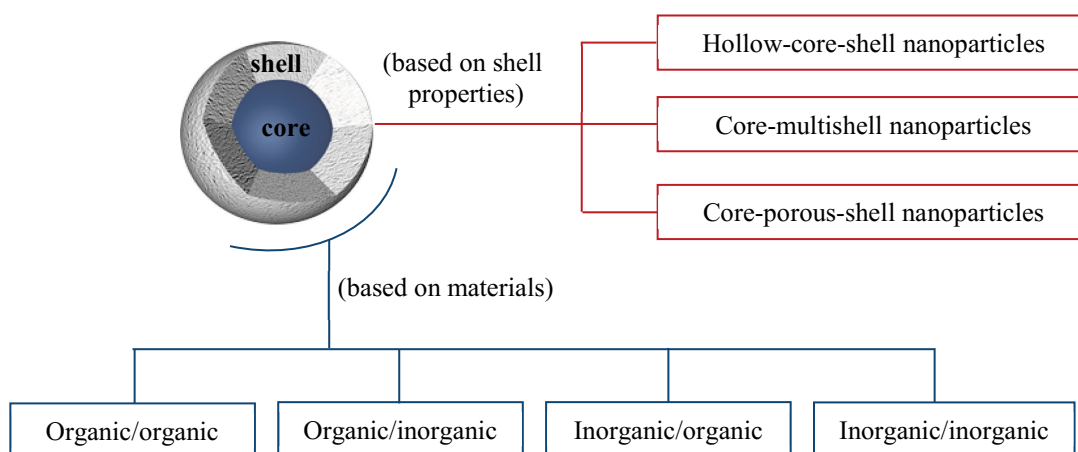 shell
core
(based on shell
properties)
Hollow-core-shell nanoparticles
Core-multishell nanoparticles
Core-porous-shell nanoparticles
(based on materials)
Organic/organic
Organic/inorganic
Inorganic/organic
Inorganic/inorganic